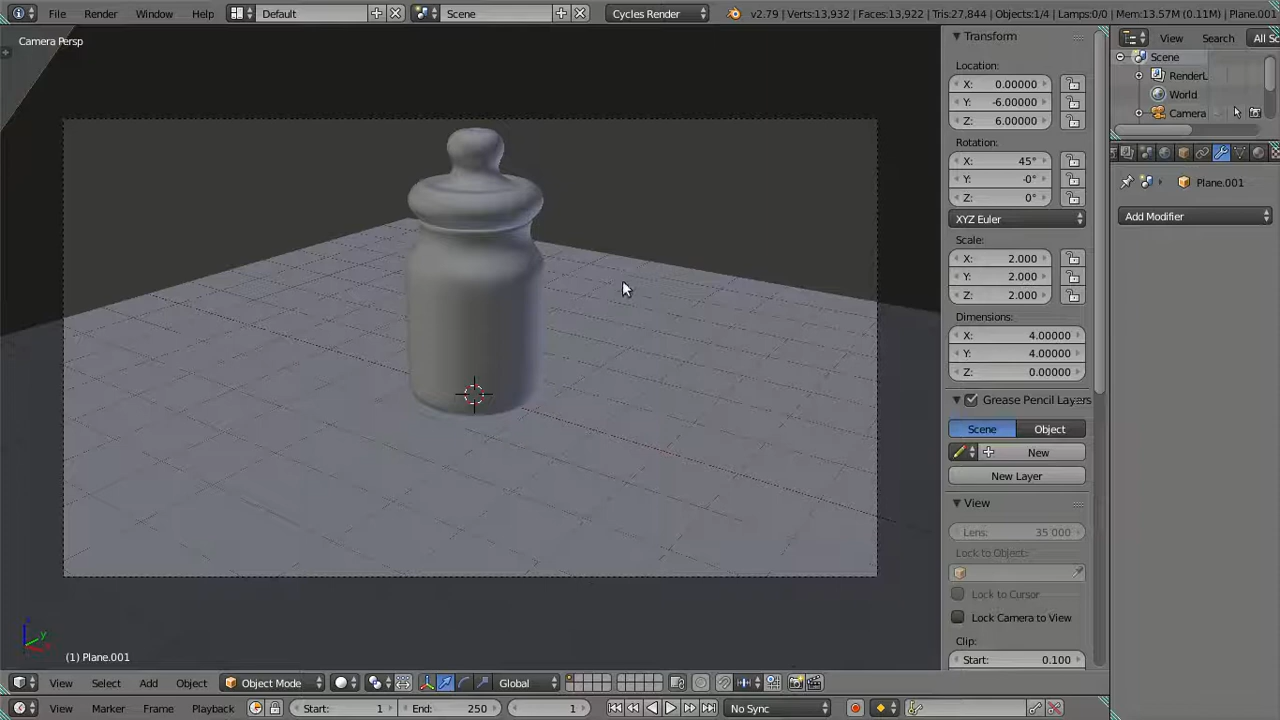 File Render Window Help Default Scene Cycles Render v2.79 | Verts:13,932 | Faces:13,922 | Tris:27,844 | Objects:1/4 | Lamps:0/0 | Mem:13.57M (0.11M) | Plane.001
Camera Persp
Transform
View Search All Sc
Scene
Location:
RenderL
X: 0.00000
World
Y: -6.00000
Camera
Z: 6.00000
Rotation:
X: 45°
Y: -0°
Z: 0°
Plane.001
XYZ Euler
Add Modifier
Scale:
X: 2.000
Y: 2.000
Z: 2.000
Dimensions:
X: 4.00000
Y: 4.00000
Z: 0.00000
Grease Pencil Layers
Scene Object
New
New Layer
View
Lens: 35.000
Lock to Object:
Lock to Cursor
Lock Camera to View
Clip:
Start: 0.100
(1) Plane.001
View Select Add Object Object Mode Global
View Marker Frame Playback Start: 1 End: 250 1 No Sync